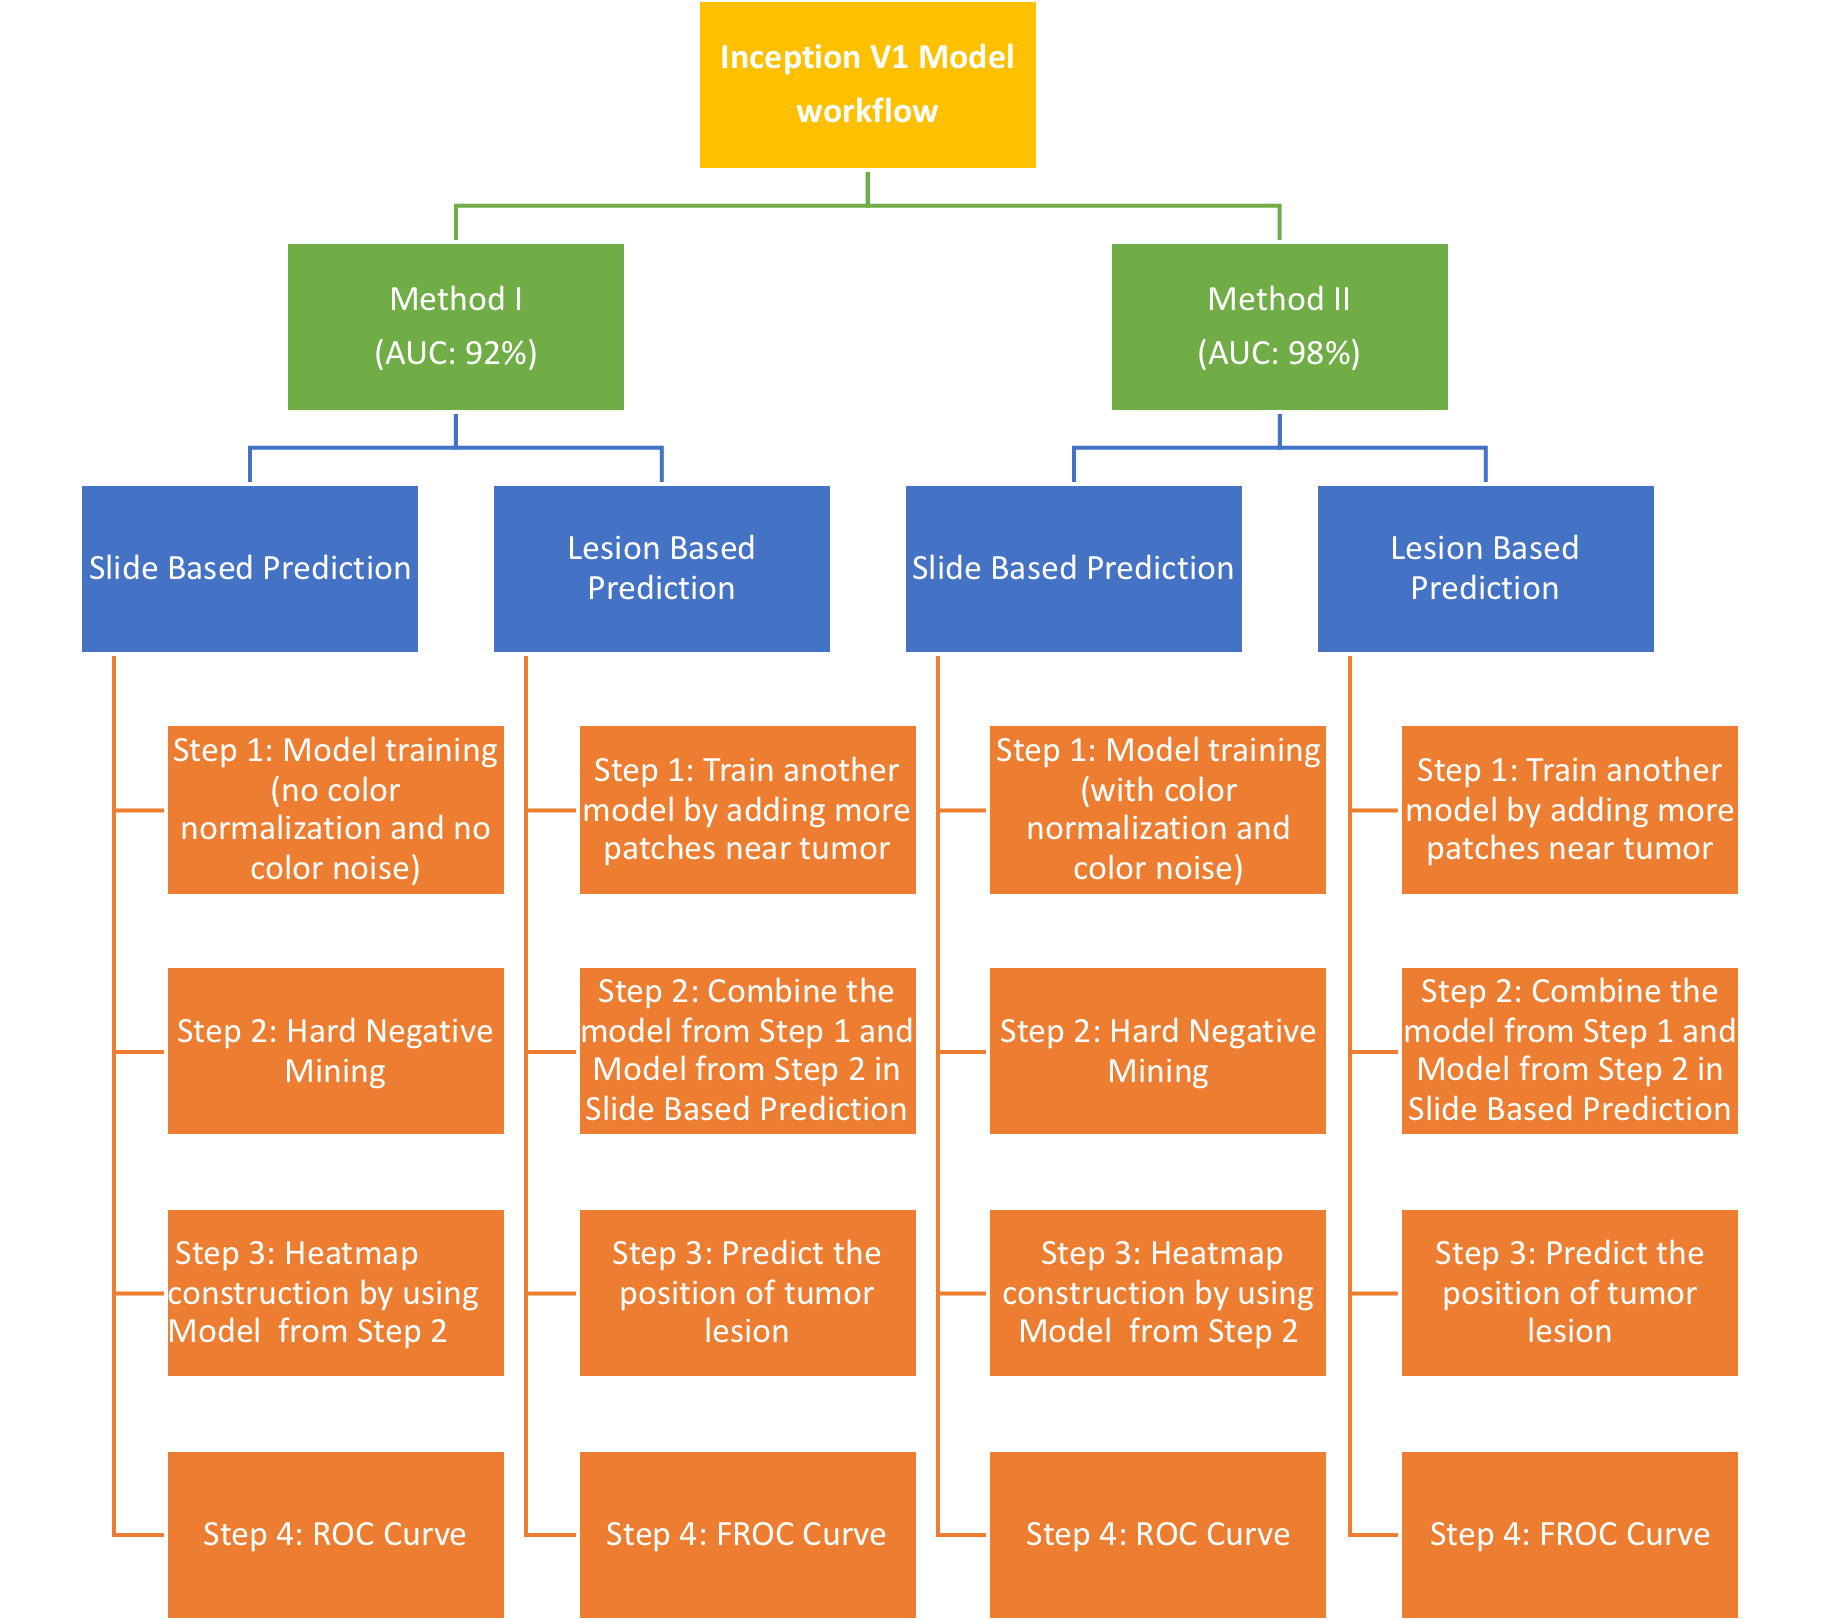 Inception V1 Model
workflow
Method I
(AUC: 92%)
Method II
(AUC: 98%)
Slide Based Prediction
Lesion Based
Prediction
Slide Based Prediction
Lesion Based
Prediction
Step 1: Model training
(no color
normalization and no
color noise)
Step 2: Hard Negative
Mining
Step 3: Heatmap
construction by using
Model  from Step 2
Step 4: ROC Curve
Step 1: Train another
model by adding more
patches near tumor
Step 2: Combine the
model from Step 1 and
Model from Step 2 in
Slide Based Prediction
Step 3: Predict the
position of tumor
lesion
Step 4: FROC Curve
Step 1: Model training
(with color
normalization and
color noise)
Step 2: Hard Negative
Mining
Step 3: Heatmap
construction by using
Model  from Step 2
Step 4: ROC Curve
Step 1: Train another
model by adding more
patches near tumor
Step 2: Combine the
model from Step 1 and
Model from Step 2 in
Slide Based Prediction
Step 3: Predict the
position of tumor
lesion
Step 4: FROC Curve